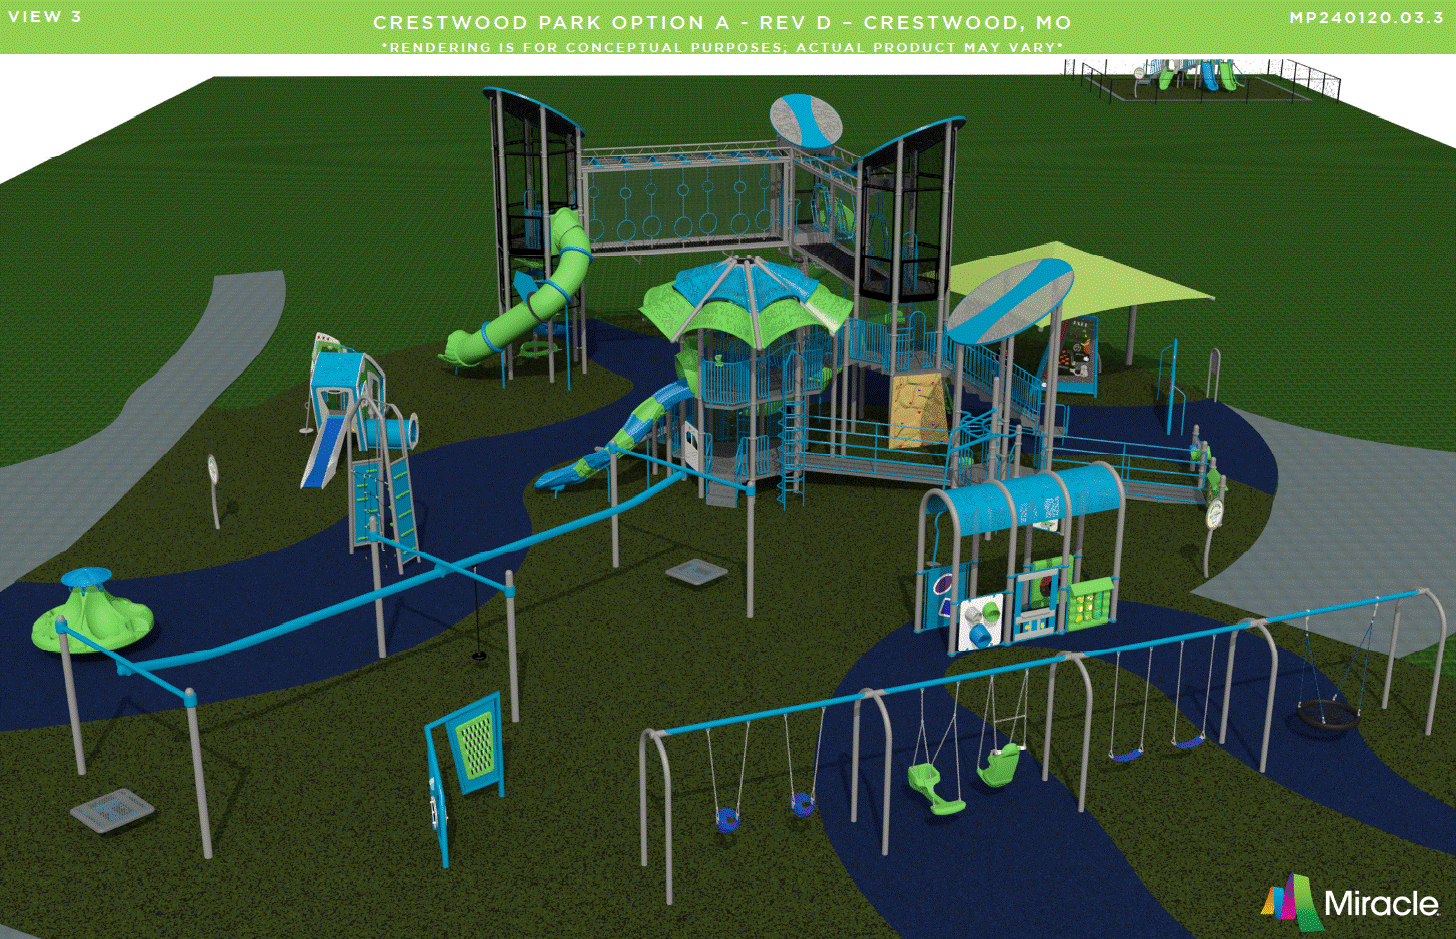 VIEW 3
CRESTWOOD PARK OPTION A - REV D – CRESTWOOD, MO
MP240120.03.3
*RENDERING IS FOR CONCEPTUAL PURPOSES; ACTUAL PRODUCT MAY VARY*
Miracle